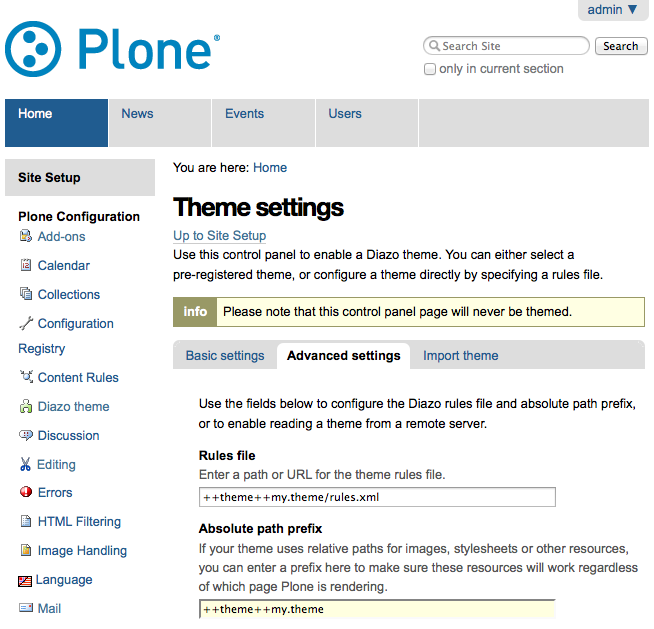 admin ▼
Plone®
Search Site
Search
only in current section
Home
News
Events
Users
Site Setup
You are here: Home
Plone Configuration
Add-ons
Calendar
Collections
Configuration
Registry
Content Rules
Diazo theme
Discussion
Editing
Errors
HTML Filtering
Image Handling
Language
Mail
Theme settings
Up to Site Setup
Use this control panel to enable a Diazo theme. You can either select a
pre-registered theme, or configure a theme directly by specifying a rules file.
Info Please note that this control panel page will never be themed.
Basic settings
Advanced settings
Import theme
Use the fields below to configure the Diazo rules file and absolute path prefix,
or to enable reading a theme from a remote server.
Rules file
Enter a path or URL for the theme rules file.
++theme++my.theme/rules.xml
Absolute path prefix
If your theme uses relative paths for images, stylesheets or other resources,
you can enter a prefix here to make sure these resources will work regardless
of which page Plone is rendering.
++theme++my.theme